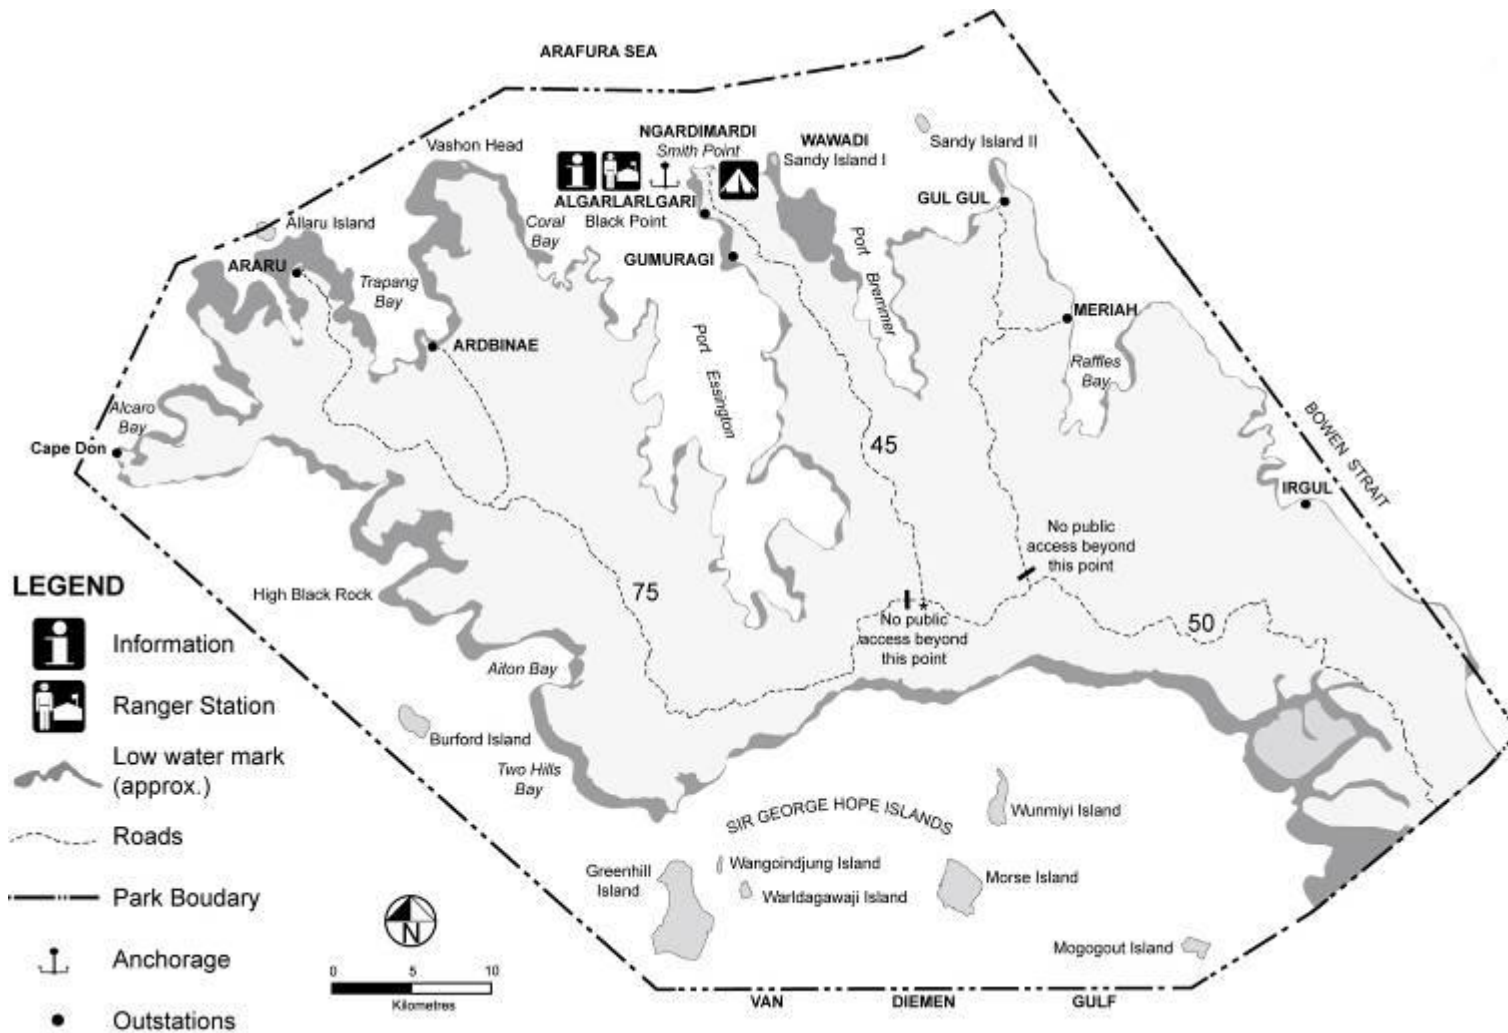 ARAFURA SEA
Vashon Head
NGARDIMARDI
Smith Point
WAWADI
Sandy Island I
Sandy Island II
ALGARLARLGARI
Black Point
GUL GUL
Allaru Island
Coral
Bay
Port
Bremmer
ARARU
Trapang
Bay
GUMURAGI
MERIAH
ARDBINAE
Port
Essington
Raffles
Bay
Alcaro
Bay
Cape Don
45
BOWEN STRAIT
IRGUL
No public
access beyond
this point
High Black Rock
75
No public
access beyond
this point
50
Aiton Bay
Burford Island
Two Hills
Bay
SIR GEORGE HOPE ISLANDS
Wunmiyi Island
Greenhill
Island
Wangoindjung Island
Warldagawaji Island
Morse Island
Mogogout Island
VAN DIEMEN GULF
LEGEND
Information
Ranger Station
Low water mark
(approx.)
Roads
Park Boudary
Anchorage
Outstations
N
0 5 10
Kilometres